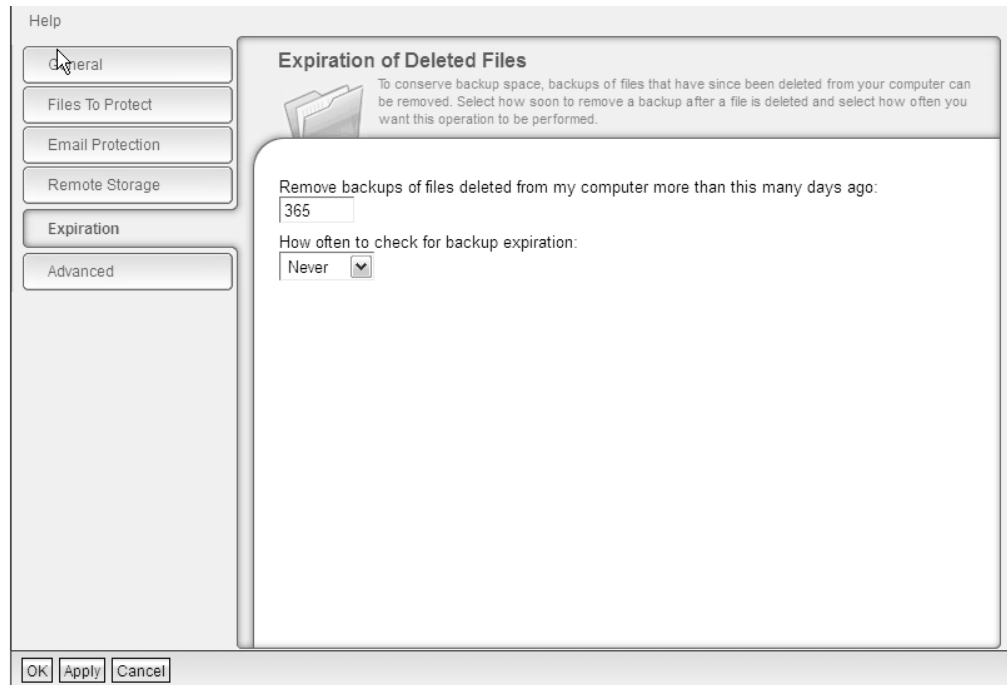 Help
General
Files To Protect
Email Protection
Remote Storage
Expiration
Advanced
Expiration of Deleted Files
To conserve backup space, backups of files that have since been deleted from your computer can
be removed. Select how soon to remove a backup after a file is deleted and select how often you
want this operation to be performed.
Remove backups of files deleted from my computer more than this many days ago:
365
How often to check for backup expiration:
Never
OK Apply Cancel